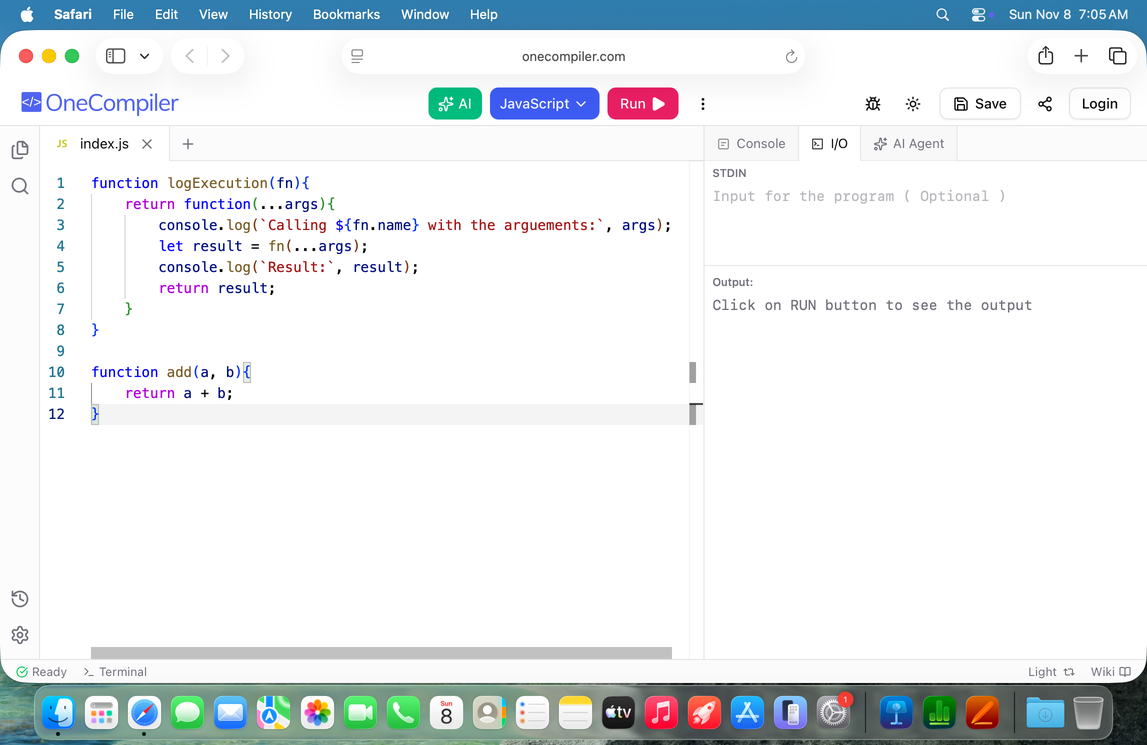 Safari File Edit View History Bookmarks Window Help Sun Nov 8 7:05 AM
onecompiler.com
</> OneCompiler AI JavaScript Run Save Login
JS index.js
Console I/O AI Agent
1 function logExecution(fn){
2 return function(...args){
3 console.log(`Calling ${fn.name} with the arguements:`, args);
4 let result = fn(...args);
5 console.log(`Result:`, result);
6 return result;
7 }
8 }
9
10 function add(a, b){
11 return a + b;
12 }
STDIN
Input for the program ( Optional )
Output:
Click on RUN button to see the output
Ready >_ Terminal Light Wiki
Sun
8
tv
1